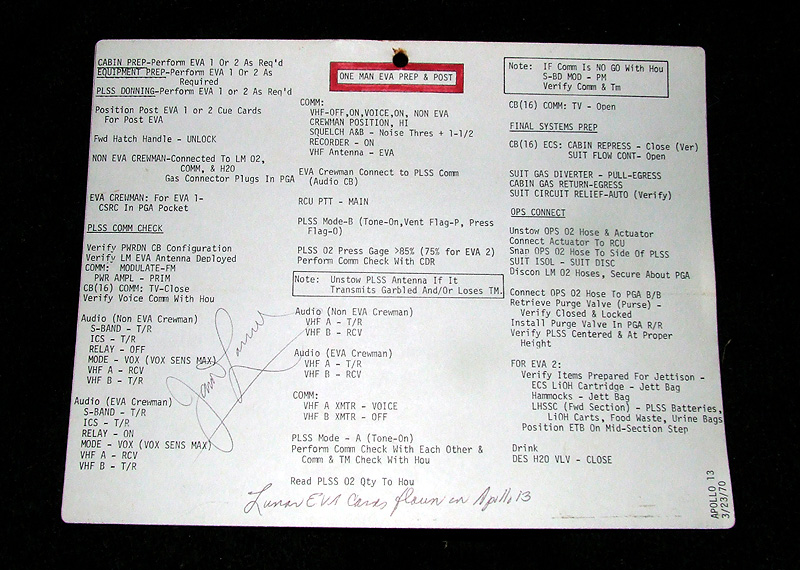 CABIN PREP-Perform EVA 1 Or 2 As Req'd
EQUIPMENT PREP-Perform EVA 1 Or 2 As
Required
PLSS DONNING-Perform EVA 1 or 2 As Req'd
Position Post EVA 1 or 2 Cue Cards
For Post EVA
Fwd Hatch Handle - UNLOCK
NON EVA CREWMAN-Connected To LM O2,
COMM, & H2O
Gas Connector Plugs In PGA
EVA CREWMAN: For EVA 1-
CSRC In PGA Pocket
PLSS COMM CHECK
Verify PWRDN CB Configuration
Verify LM EVA Antenna Deployed
COMM: MODULATE-FM
PWR AMPL - PRIM
CB(16) COMM: TV-Close
Verify Voice Comm With Hou
Audio (Non EVA Crewman)
S-BAND - T/R
ICS - T/R
RELAY - OFF
MODE - VOX (VOX SENS MAX)
VHF A - RCV
VHF B - T/R
Audio (EVA Crewman)
S-BAND - T/R
ICS - T/R
RELAY - ON
MODE - VOX (VOX SENS MAX)
VHF A - RCV
VHF B - T/R
ONE MAN EVA PREP & POST
COMM:
VHF-OFF,ON,VOICE,ON, NON EVA
CREWMAN POSITION, HI
SQUELCH A&B - Noise Thres + 1-1/2
RECORDER - ON
VHF Antenna - EVA
EVA Crewman Connect to PLSS Comm
(Audio CB)
RCU PTT - MAIN
PLSS Mode-B (Tone-On,Vent Flag-P, Press
Flag-O)
PLSS O2 Press Gage >85% (75% for EVA 2)
Perform Comm Check With CDR
Note: Unstow PLSS Antenna If It
Transmits Garbled And/Or Loses TM.
Audio (Non EVA Crewman)
VHF A - T/R
VHF B - RCV
Audio (EVA Crewman)
VHF A - T/R
VHF B - RCV
COMM:
VHF A XMTR - VOICE
VHF B XMTR - OFF
PLSS Mode - A (Tone-On)
Perform Comm Check With Each Other &
Comm & TM Check With Hou
Read PLSS O2 Qty To Hou
Note: IF Comm Is NO GO With Hou
S-BD MOD - PM
Verify Comm & Tm
CB(16) COMM: TV - Open
FINAL SYSTEMS PREP
CB(16) ECS: CABIN REPRESS - Close (Ver)
SUIT FLOW CONT- Open
SUIT GAS DIVERTER - PULL-EGRESS
CABIN GAS RETURN-EGRESS
SUIT CIRCUIT RELIEF-AUTO (Verify)
OPS CONNECT
Unstow OPS O2 Hose & Actuator
Connect Actuator To RCU
Snap OPS O2 Hose To Side Of PLSS
SUIT ISOL - SUIT DISC
Discon LM O2 Hoses, Secure About PGA
Connect OPS O2 Hose To PGA B/B
Retrieve Purge Valve (Purse) -
Verify Closed & Locked
Install Purge Valve In PGA R/R
Verify PLSS Centered & At Proper
Height
FOR EVA 2:
Verify Items Prepared For Jettison -
ECS LiOH Cartridge - Jett Bag
Hammocks - Jett Bag
LHSSC (Fwd Section) - PLSS Batteries,
LiOH Carts, Food Waste, Urine Bags
Position ETB On Mid-Section Step
Drink
DES H2O VLV - CLOSE
James Lovell
Lunar EVA Cards flown on Apollo 13
APOLLO 13
3/23/70